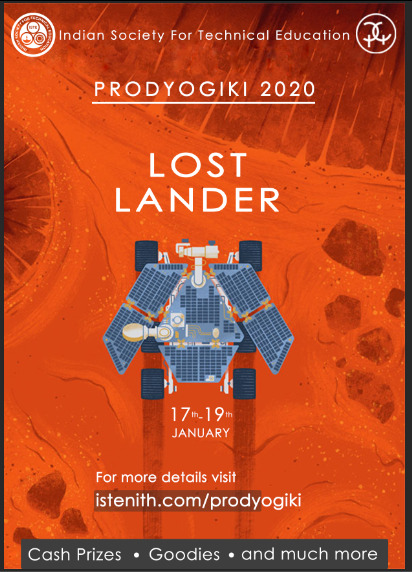 Indian Society For Technical Education
PRODYOGIKI 2020
LOST
LANDER
17th-19th
JANUARY
For more details visit
istenith.com/prodyogiki
Cash Prizes • Goodies • and much more